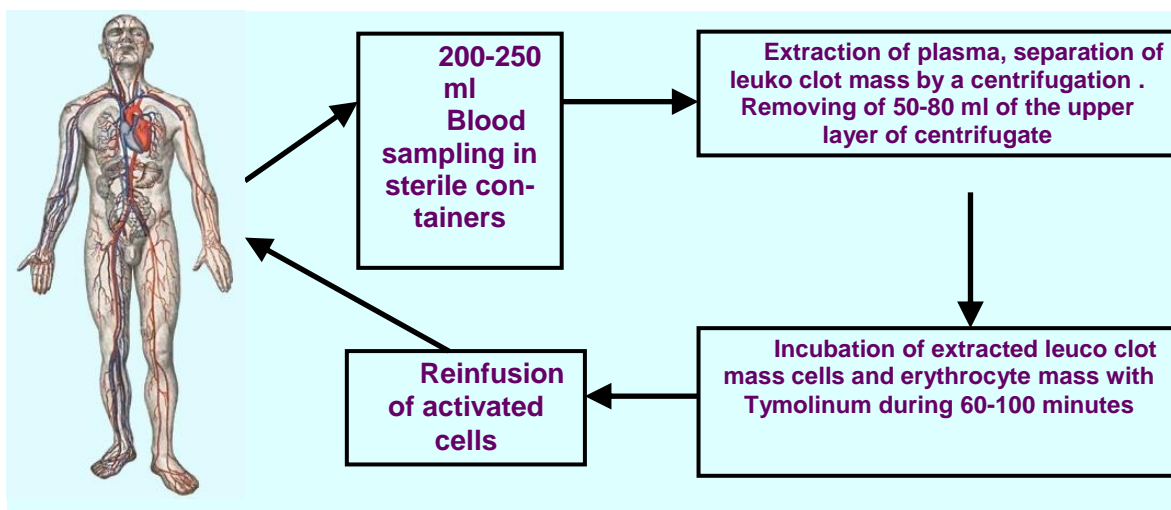 200-250
ml
Blood
sampling in
sterile con-
tainers
Extraction of plasma, separation of
leuko clot mass by a centrifugation .
Removing of 50-80 ml of the upper
layer of centrifugate
Incubation of extracted leuco clot
mass cells and erythrocyte mass with
Tymolinum during 60-100 minutes
Reinfusion
of activated
cells